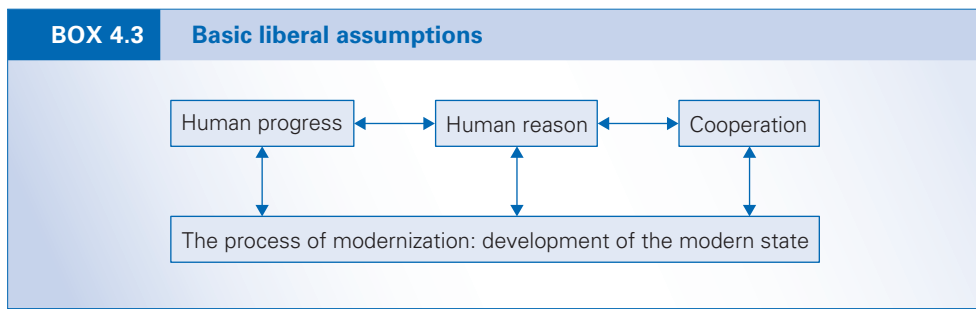 BOX 4.3 Basic liberal assumptions
Human progress Human reason Cooperation
The process of modernization: development of the modern state